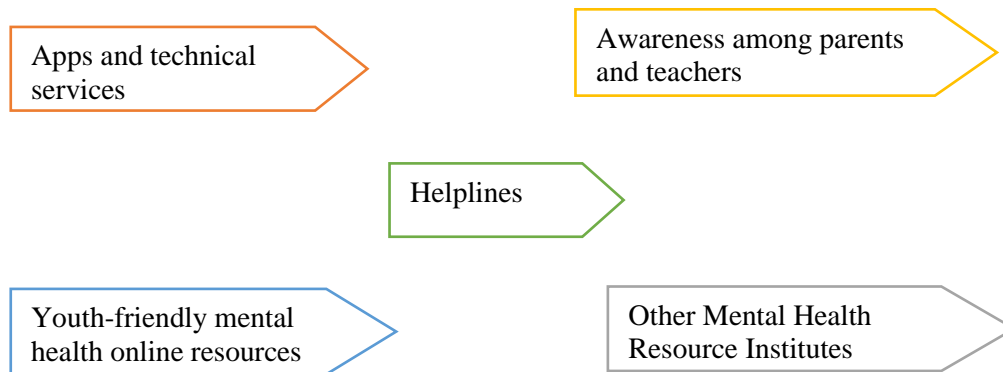 Apps and technical
services
Awareness among parents
and teachers
Helplines
Youth-friendly mental
health online resources
Other Mental Health
Resource Institutes